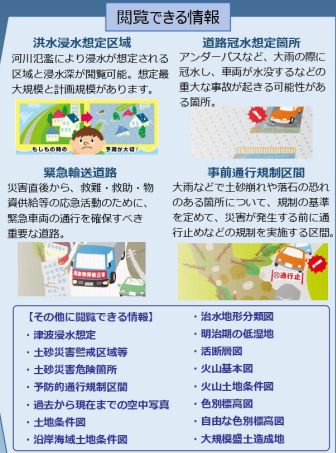 閲覧できる情報
洪水浸水想定区域
河川氾濫により浸水が想定される
区域と浸水深が閲覧可能。想定最
大規模と計画規模があります。
もしもの時の
予測が大切!
道路冠水想定箇所
アンダーパスなど、大雨の際に
冠水し、車両が水没するなどの
重大な事故が起きる可能性があ
る箇所。
緊急輸送道路
災害直後から、救難・救助・物
資供給等の応急活動のために、
緊急車両の通行を確保すべき
重要な道路。
事前通行規制区間
大雨などで土砂崩れや落石の恐れ
のある箇所について、規制の基準
を定めて、災害が発生する前に通
行止めなどの規制を実施する区間。
通行止
【その他に閲覧できる情報】
・津波浸水想定
・土砂災害警戒区域等
・土砂災害危険箇所
・予防的通行規制区間
・過去から現在までの空中写真
・土地条件図
・沿岸海域土地条件図
・治水地形分類図
・明治期の低湿地
・活断層図
・火山基本図
・火山土地条件図
・色別標高図
・自由な色別標高図
・大規模盛土造成地